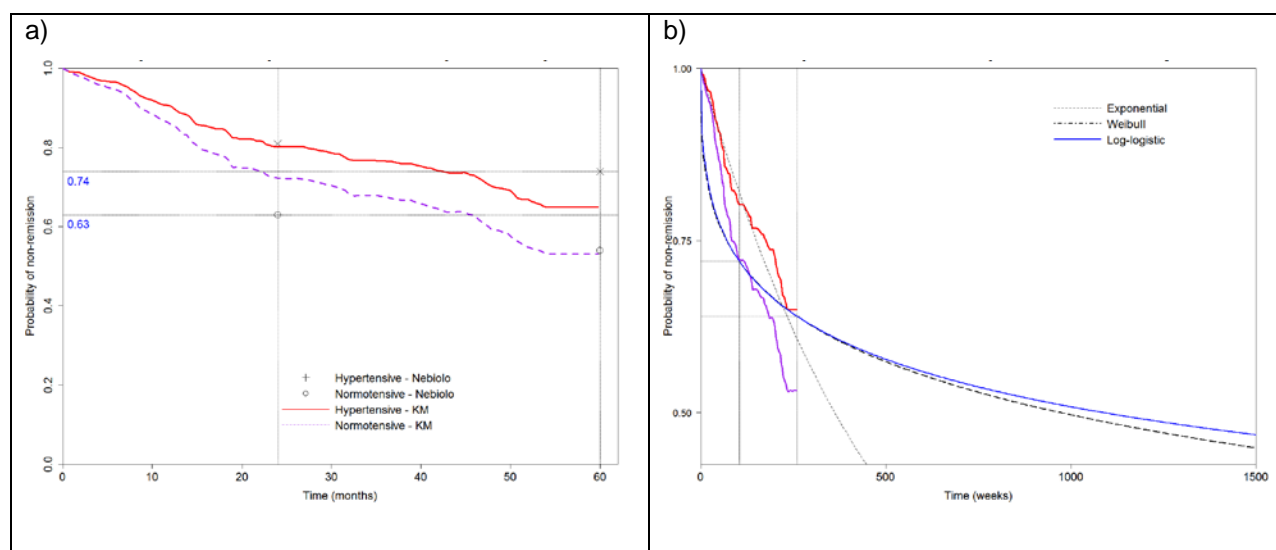 a)
1.0
0.8
0.6
0.4
0.2
0.0
Probability of non-remission
0.74
0.63
Hypertensive - Nebiolo
Normotensive - Nebiolo
Hypertensive - KM
Normotensive - KM
0 10 20 30 40 50 60
Time (months)
b)
1.00
0.75
0.50
Probability of non-remission
Exponential
Weibull
Log-logistic
0 500 1000 1500
Time (weeks)